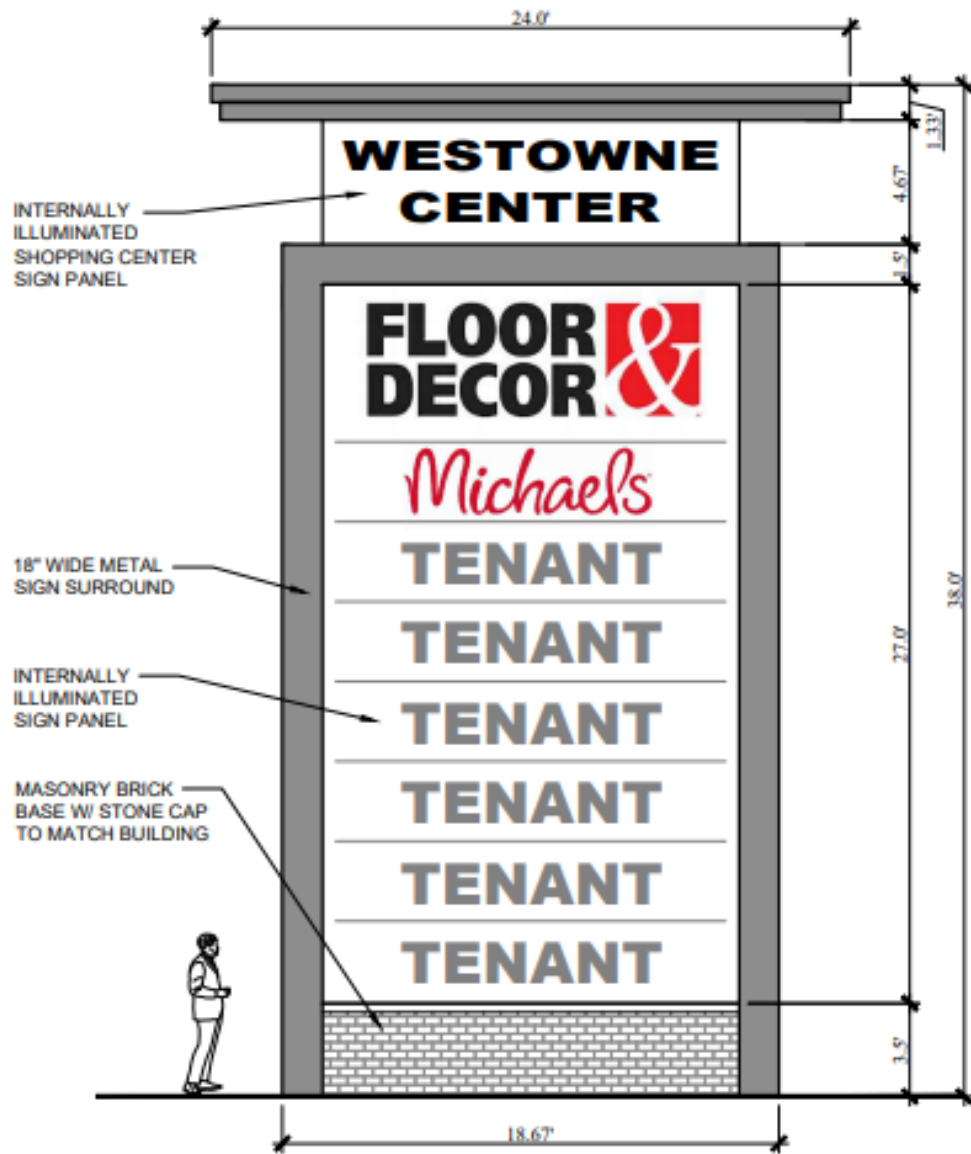 24.0'
1.33'
WESTOWNE
CENTER
4.67'
INTERNALLY
ILLUMINATED
SHOPPING CENTER
SIGN PANEL
1.5'
FLOOR &
DECOR
Michaels
18" WIDE METAL
SIGN SURROUND
TENANT
38.0'
TENANT
27.0'
INTERNALLY
ILLUMINATED
SIGN PANEL
TENANT
MASONRY BRICK
BASE W/ STONE CAP
TO MATCH BUILDING
TENANT
TENANT
TENANT
3.5'
18.67'